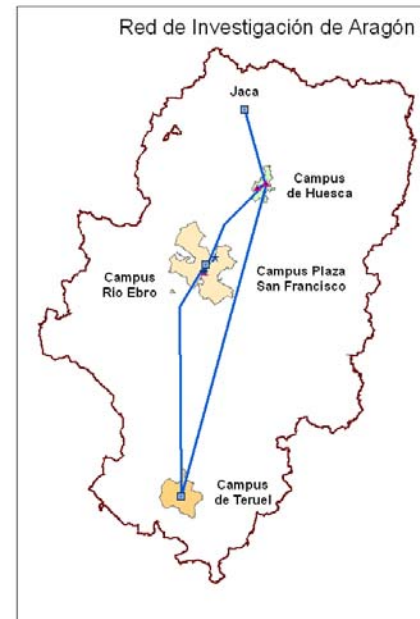 Red de Investigación de Aragón
Jaca
Campus
de Huesca
Campus
Rio Ebro
Campus Plaza
San Francisco
Campus
de Teruel